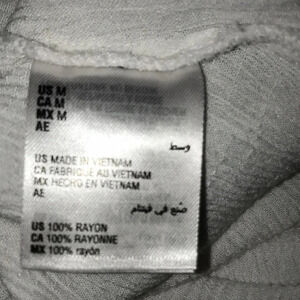 US M
CA M
MX M
AE
وسط
US MADE IN VIETNAM
CA FABRIQUÉ AU VIETNAM
MX HECHO EN VIETNAM
AE
صنع في فيتنام
US 100% RAYON
CA 100% RAYONNE
MX 100% rayón